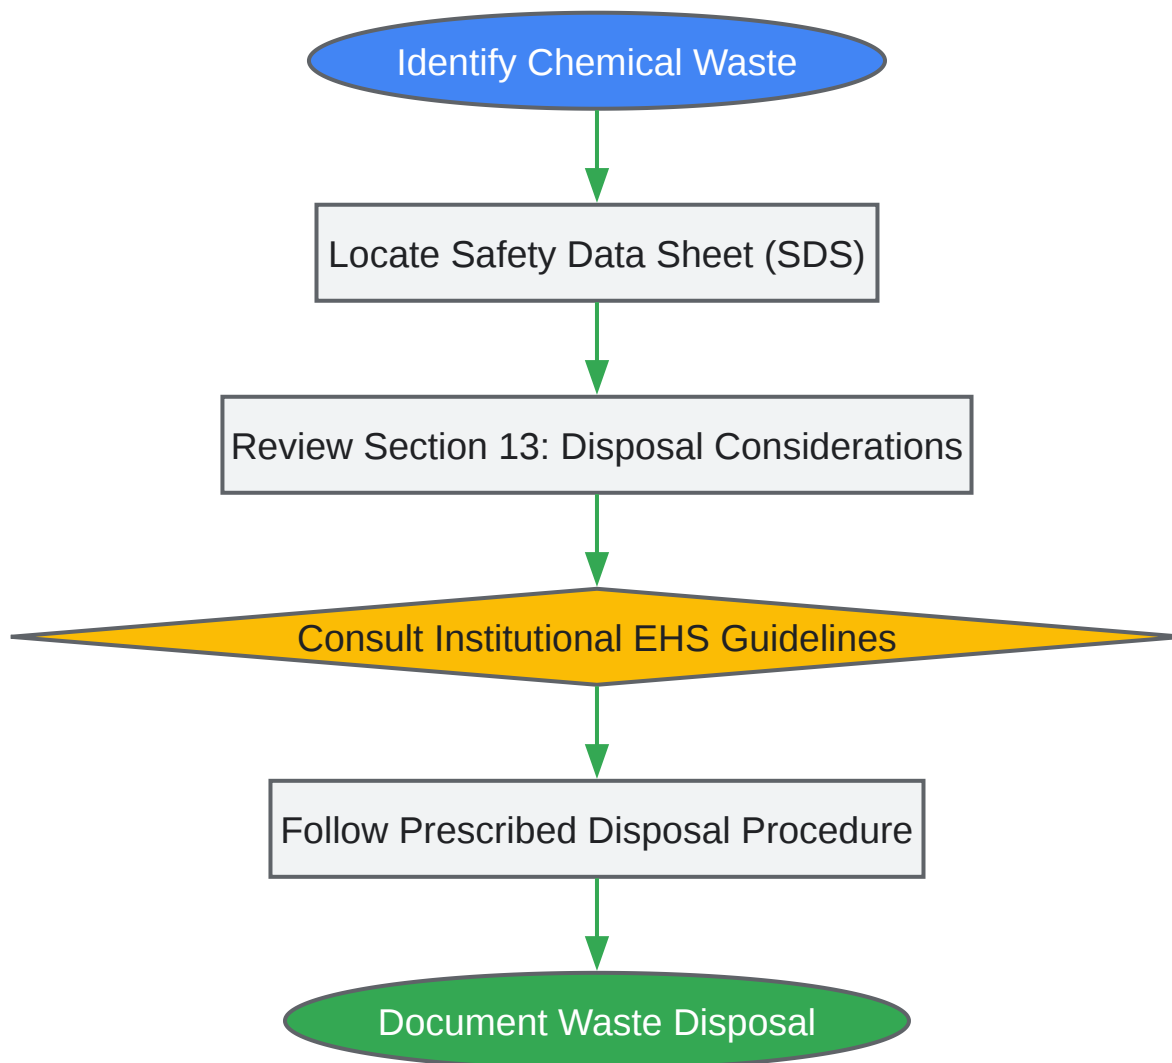 Identify Chemical Waste
Locate Safety Data Sheet (SDS)
Review Section 13: Disposal Considerations
Consult Institutional EHS Guidelines
Follow Prescribed Disposal Procedure
Document Waste Disposal